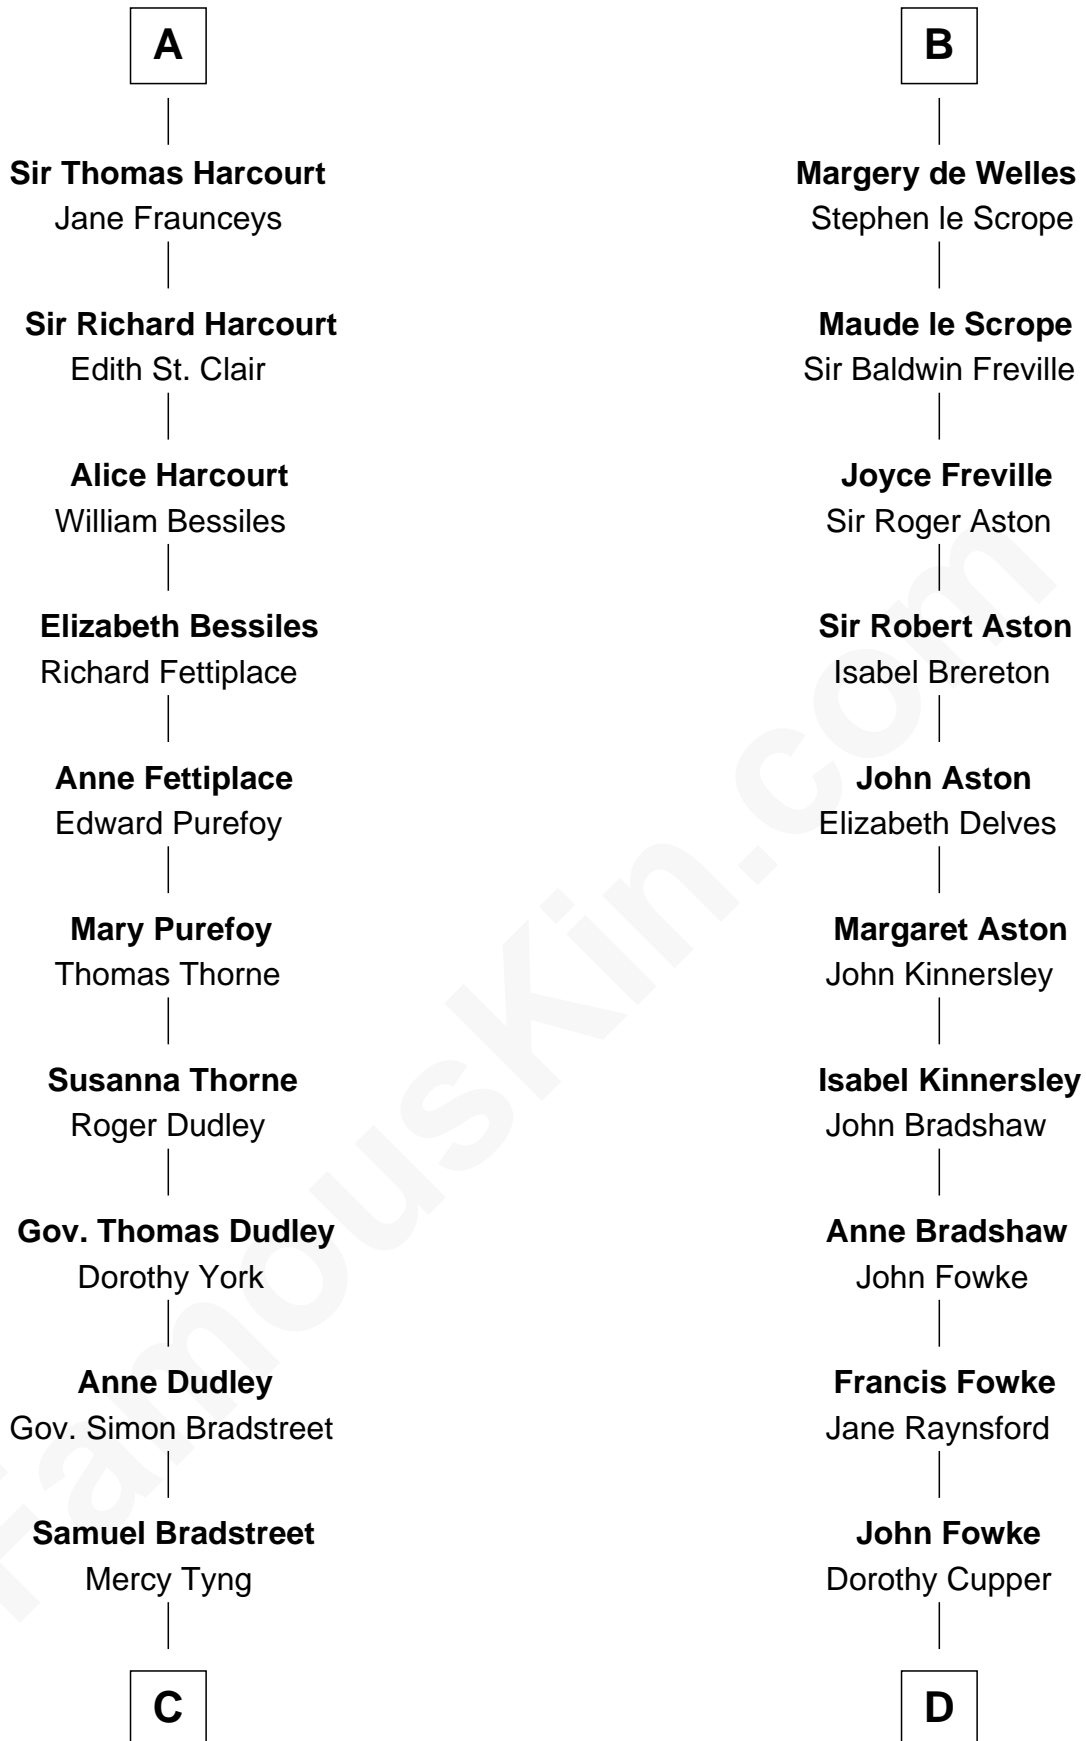 A
Sir Thomas Harcourt
Jane Fraunceys
Sir Richard Harcourt
Edith St. Clair
Alice Harcourt
William Bessiles
Elizabeth Bessiles
Richard Fettiplace
Anne Fettiplace
Edward Purefoy
Mary Purefoy
Thomas Thorne
Susanna Thorne
Roger Dudley
Gov. Thomas Dudley
Dorothy York
Anne Dudley
Gov. Simon Bradstreet
Samuel Bradstreet
Mercy Tyng
C
B
Margery de Welles
Stephen le Scrope
Maude le Scrope
Sir Baldwin Freville
Joyce Freville
Sir Roger Aston
Sir Robert Aston
Isabel Brereton
John Aston
Elizabeth Delves
Margaret Aston
John Kinnersley
Isabel Kinnersley
John Bradshaw
Anne Bradshaw
John Fowke
Francis Fowke
Jane Raynsford
John Fowke
Dorothy Cupper
D
FamousKin.com